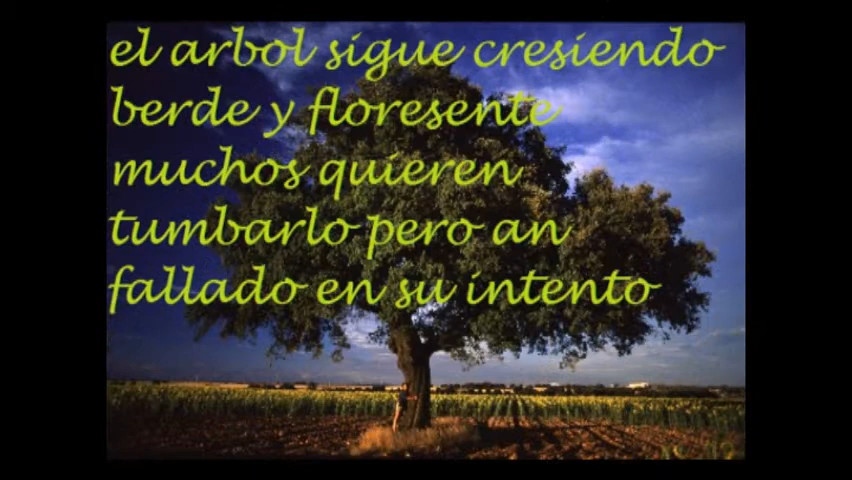 el arbol sigue cresiendo
berde y floresente
muchos quieren
tumbarlo pero an
fallado en su intento